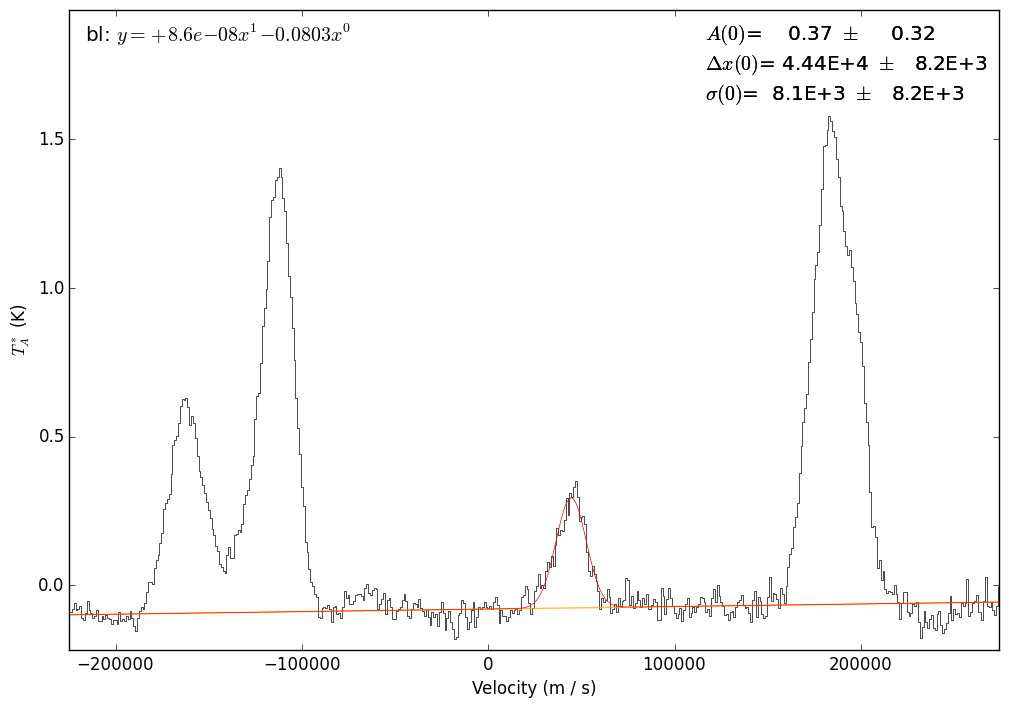 bl: y = +8.6e−08x¹ −0.0803x⁰
A(0)= 0.37 ± 0.32
Δx(0)= 4.44E+4 ± 8.2E+3
σ(0)= 8.1E+3 ± 8.2E+3
1.5
1.0
0.5
0.0
T_A^* (K)
−200000 −100000 0 100000 200000
Velocity (m / s)